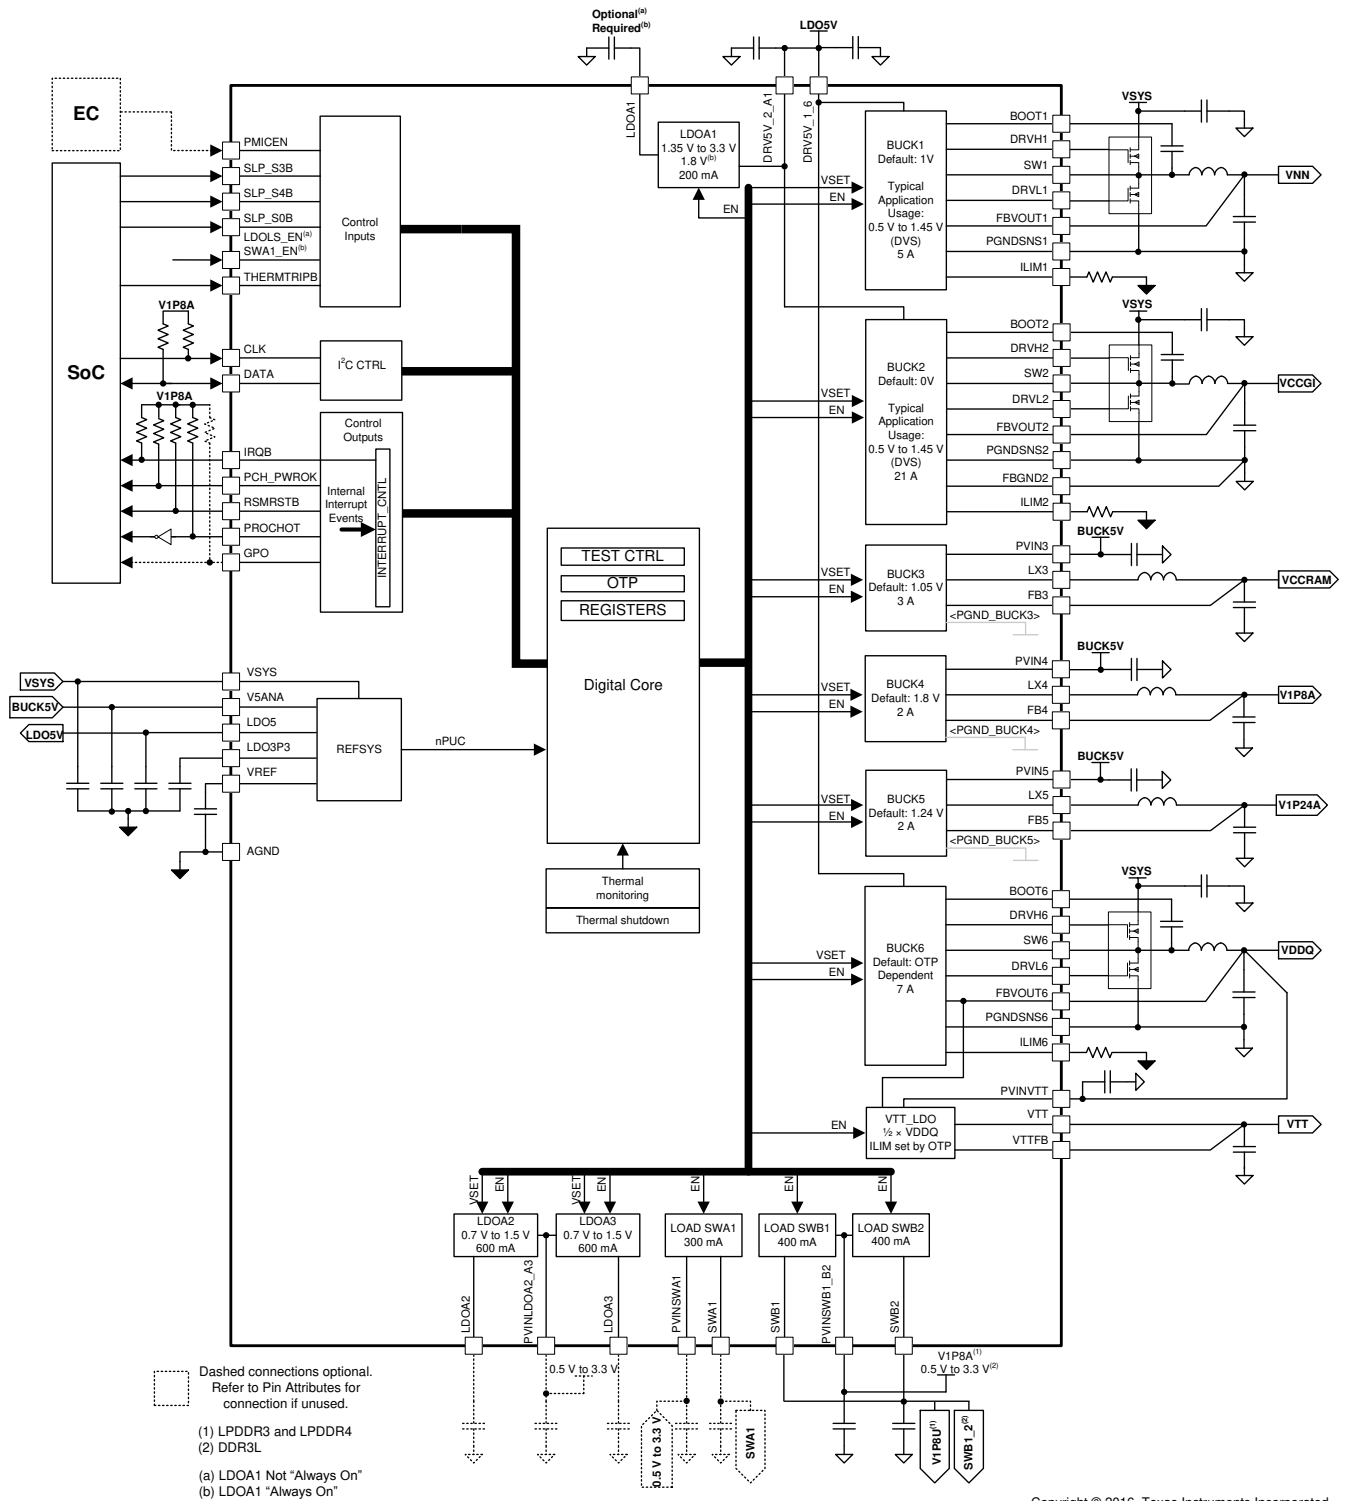 Optional(a)
Required(b)
LDO5V
EC
LDOA1
DRV5V_2_A1
DRV5V_1_6
LDOA1
1.35 V to 3.3 V
1.8 V(b)
200 mA
EN
PMICEN
SLP_S3B
SLP_S4B
SLP_S0B
LDOLS_EN(a)
SWA1_EN(b)
THERMTRIPB
Control
Inputs
V1P8A
SoC
CLK
DATA
I2C CTRL
V1P8A
IRQB
PCH_PWROK
RSMRSTB
PROCHOT
GPO
Control
Outputs
Internal
Interrupt
Events
INTERRUPT_CNTL
VSYS
BUCK5V
LDO5V
VSYS
V5ANA
LDO5
LDO3P3
VREF
AGND
REFSYS
nPUC
TEST CTRL
OTP
REGISTERS
Digital Core
Thermal
monitoring
Thermal shutdown
VSET
EN
BUCK1
Default: 1V
Typical
Application
Usage:
0.5 V to 1.45 V
(DVS)
5 A
BOOT1
DRVH1
SW1
DRVL1
FBVOUT1
PGNDSNS1
ILIM1
VSYS
VNN
VSET
EN
BUCK2
Default: 0V
Typical
Application
Usage:
0.5 V to 1.45 V
(DVS)
21 A
BOOT2
DRVH2
SW2
DRVL2
FBVOUT2
PGNDSNS2
FBGND2
ILIM2
VSYS
VCCGI
VSET
EN
BUCK3
Default: 1.05 V
3 A
PVIN3
LX3
FB3
<PGND_BUCK3>
BUCK5V
VCCRAM
VSET
EN
BUCK4
Default: 1.8 V
2 A
PVIN4
LX4
FB4
<PGND_BUCK4>
BUCK5V
V1P8A
VSET
EN
BUCK5
Default: 1.24 V
2 A
PVIN5
LX5
FB5
<PGND_BUCK5>
BUCK5V
V1P24A
VSET
EN
BUCK6
Default: OTP
Dependent
7 A
BOOT6
DRVH6
SW6
DRVL6
FBVOUT6
PGNDSNS6
ILIM6
VSYS
VDDQ
EN
VTT_LDO
½ × VDDQ
ILIM set by OTP
PVINVTT
VTT
VTTFB
VTT
VSET
EN
VSET
EN
EN
EN
EN
LDOA2
0.7 V to 1.5 V
600 mA
LDOA3
0.7 V to 1.5 V
600 mA
LOAD SWA1
300 mA
LOAD SWB1
400 mA
LOAD SWB2
400 mA
LDOA2
PVINLDOA2_A3
LDOA3
PVINSWA1
SWA1
SWB1
PVINSWB1_B2
SWB2
0.5 V to 3.3 V
0.5 V to 3.3 V
SWA1
V1P8A(1)
0.5 V to 3.3 V(2)
V1P8U(1)
SWB1_2(2)
Dashed connections optional.
Refer to Pin Attributes for
connection if unused.
(1) LPDDR3 and LPDDR4
(2) DDR3L
(a) LDOA1 Not “Always On”
(b) LDOA1 “Always On”
Copyright © 2016, Texas Instruments Incorporated